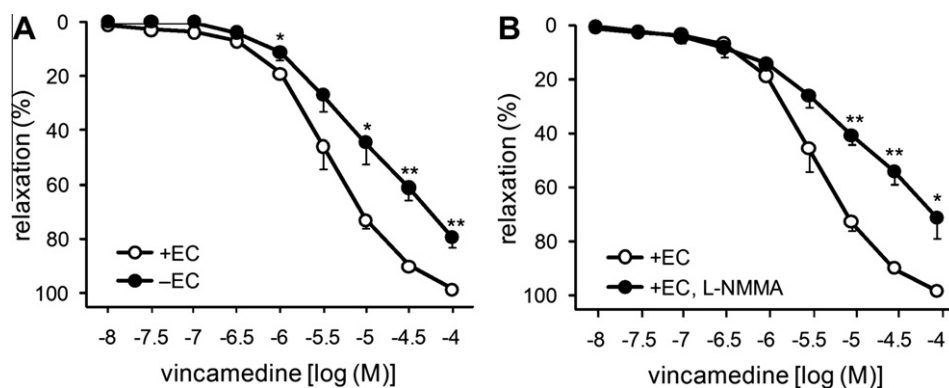 A
relaxation (%)
0
20
40
60
80
100
*
*
**
**
+EC
–EC
-8 -7.5 -7 -6.5 -6 -5.5 -5 -4.5 -4
vincamedine [log (M)]
B
relaxation (%)
0
20
40
60
80
100
**
**
*
+EC
+EC, L-NMMA
-8 -7.5 -7 -6.5 -6 -5.5 -5 -4.5 -4
vincamedine [log (M)]